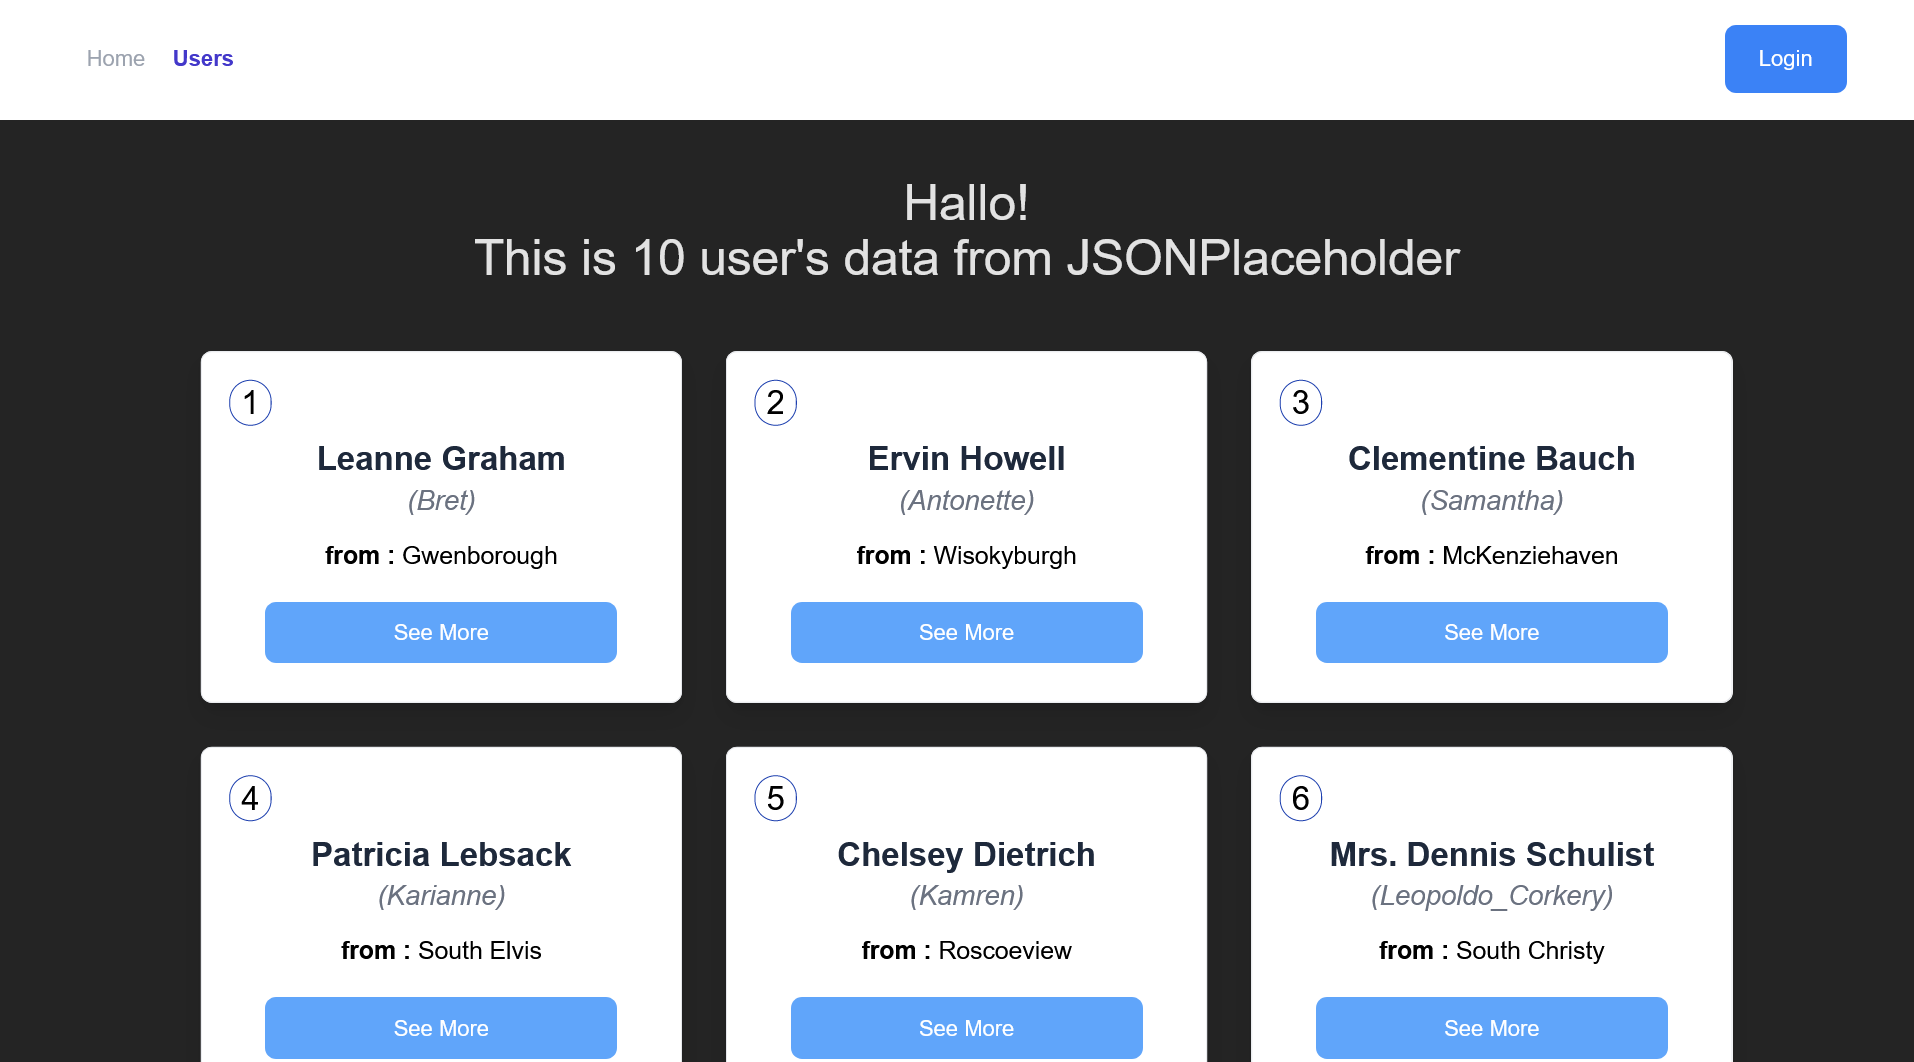 Home Users Login
Hallo!
This is 10 user's data from JSONPlaceholder
1
Leanne Graham
(Bret)
from : Gwenborough
See More
2
Ervin Howell
(Antonette)
from : Wisokyburgh
See More
3
Clementine Bauch
(Samantha)
from : McKenziehaven
See More
4
Patricia Lebsack
(Karianne)
from : South Elvis
See More
5
Chelsey Dietrich
(Kamren)
from : Roscoeview
See More
6
Mrs. Dennis Schulist
(Leopoldo_Corkery)
from : South Christy
See More